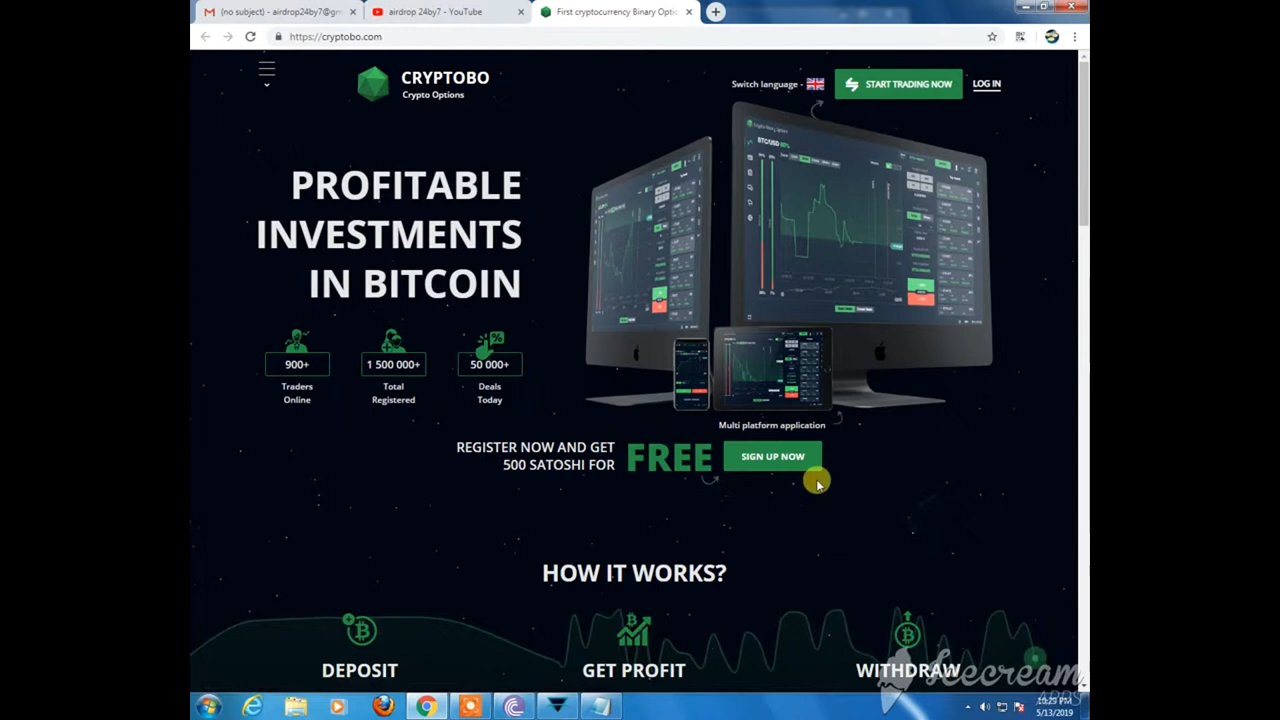 (no subject) - airdrop24by7@gm
airdrop 24by7 - YouTube
First cryptocurrency Binary Optio
https://cryptobo.com
CRYPTOBO
Crypto Options
Switch language -
START TRADING NOW
LOG IN
PROFITABLE
INVESTMENTS
IN BITCOIN
BTC/USD
900+
1 500 000+
50 000+
Traders
Online
Total
Registered
Deals
Today
Multi platform application
REGISTER NOW AND GET
500 SATOSHI FOR
FREE
SIGN UP NOW
HOW IT WORKS?
DEPOSIT
GET PROFIT
WITHDRAW
Icecream
APPS
5/13/2019